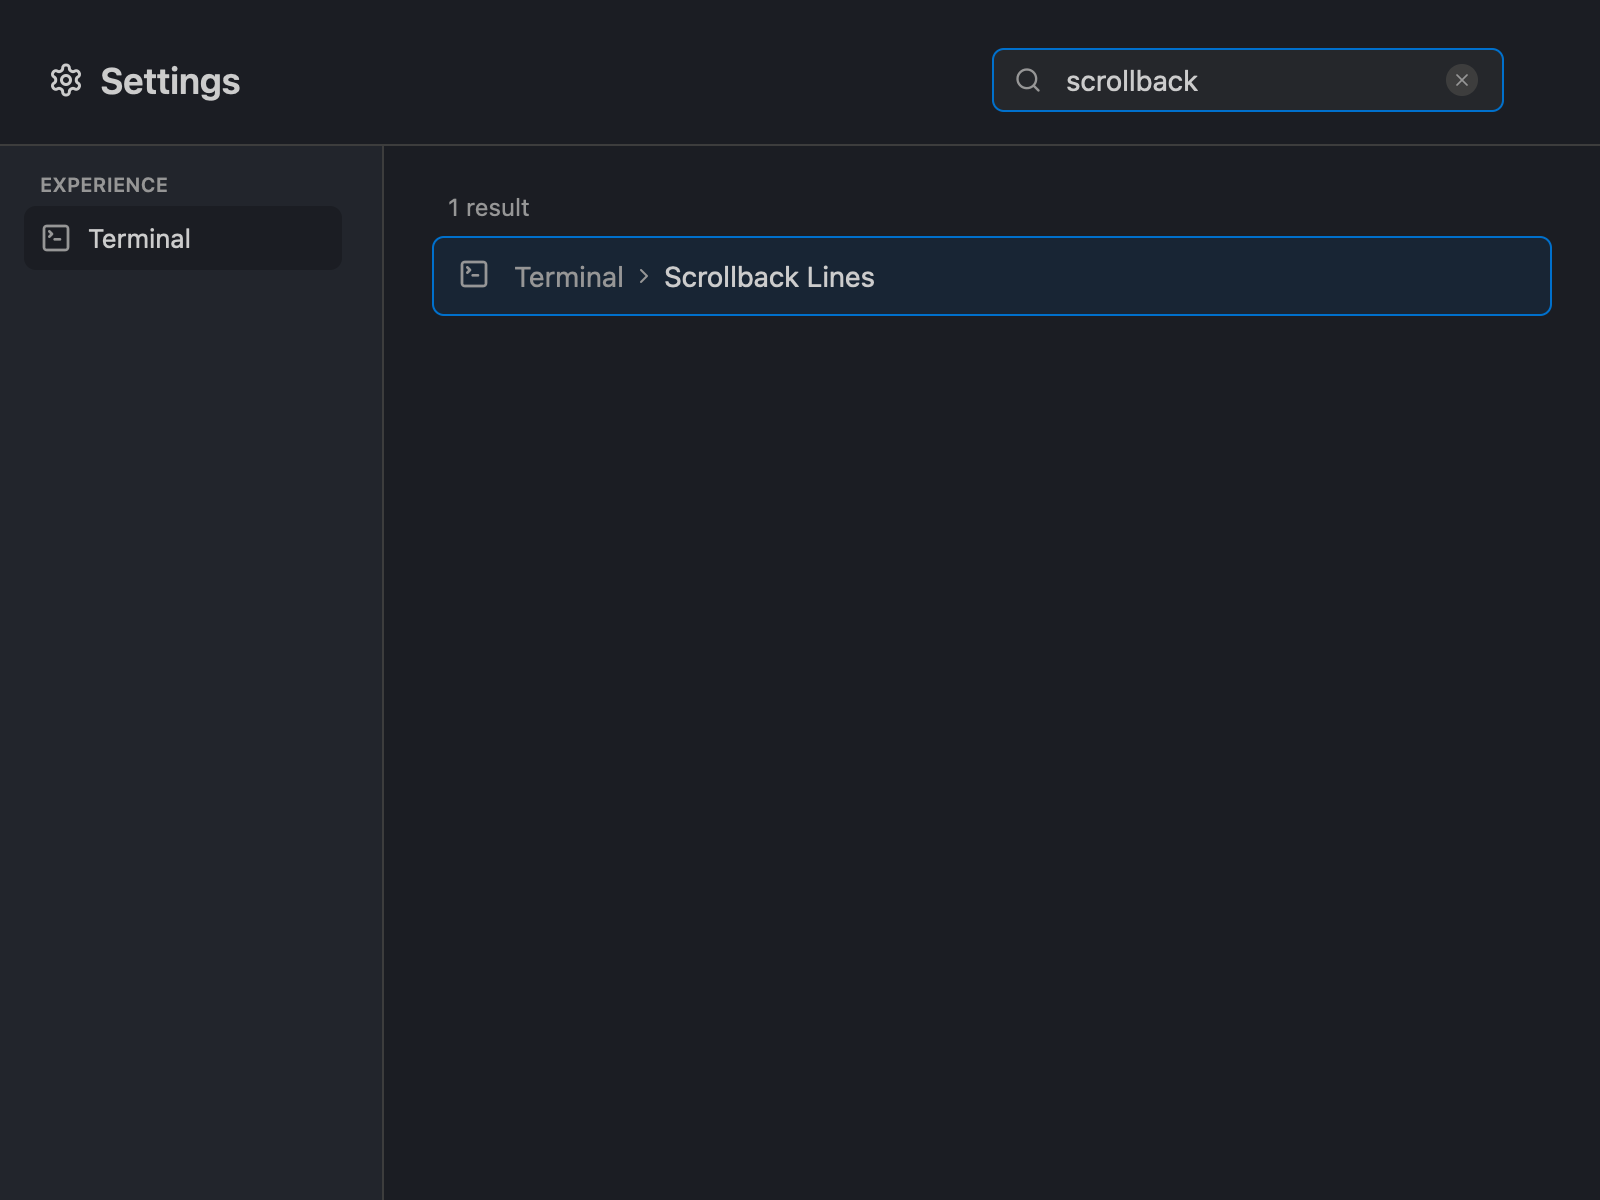 Settings
scrollback
EXPERIENCE
Terminal
1 result
Terminal > Scrollback Lines